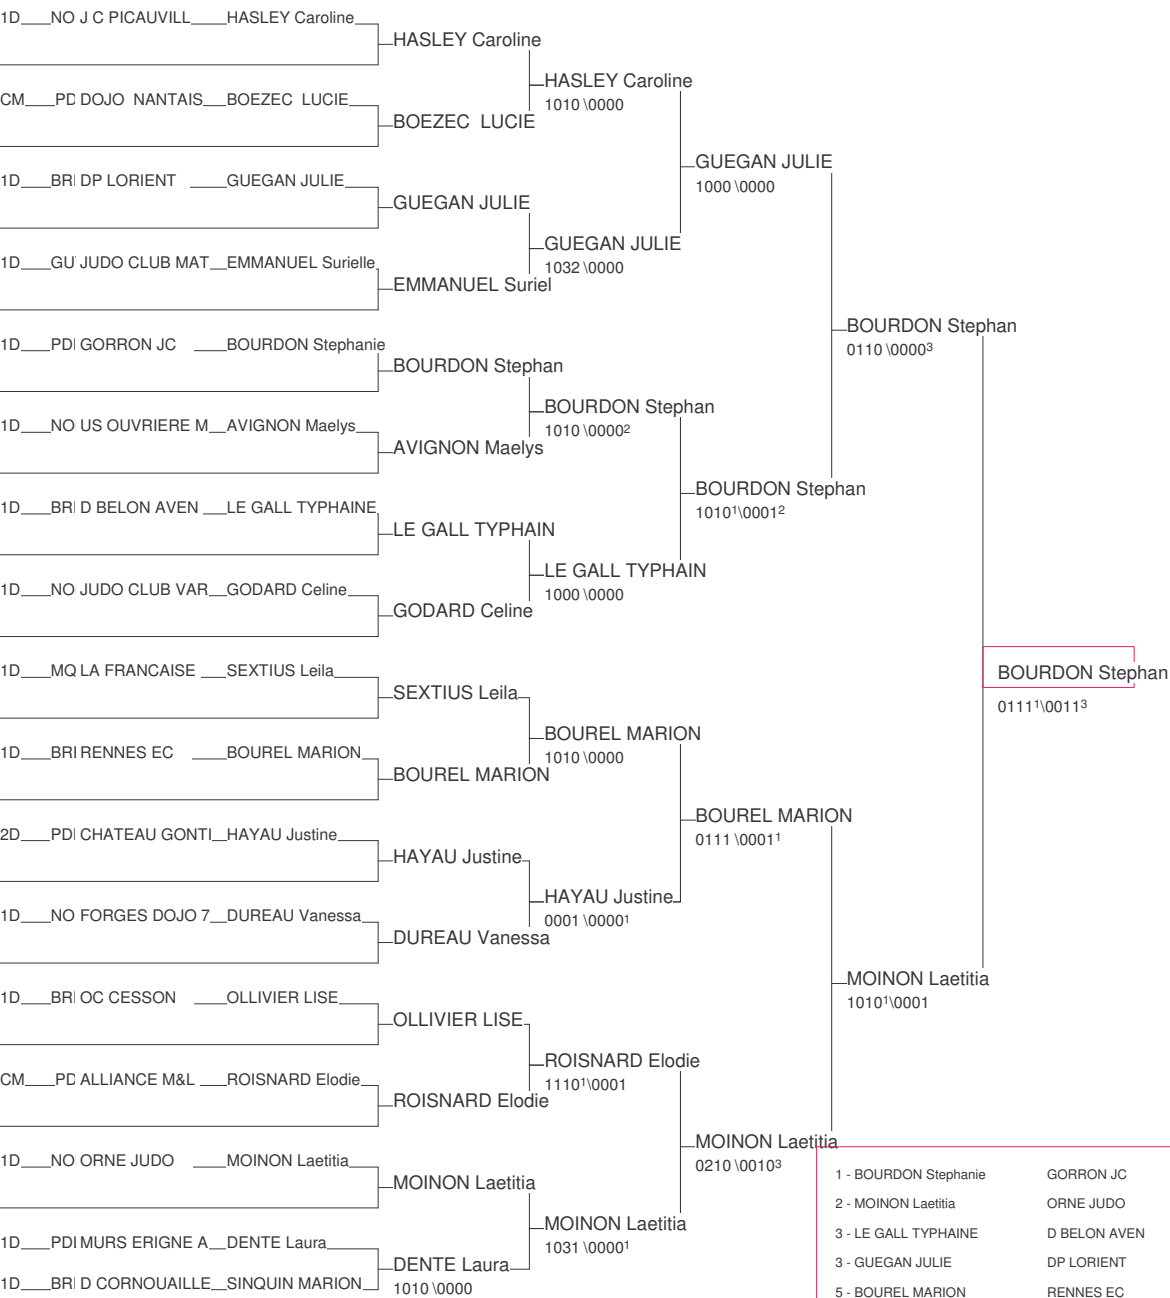 1D NO J C PICAUVILL HASLEY Caroline
HASLEY Caroline
HASLEY Caroline
1010 \0000
CM PD DOJO NANTAIS BOEZEC LUCIE
BOEZEC LUCIE
GUEGAN JULIE
1000 \0000
1D BRI DP LORIENT GUEGAN JULIE
GUEGAN JULIE
GUEGAN JULIE
1032 \0000
1D GU JUDO CLUB MAT EMMANUEL Surielle
EMMANUEL Suriel
BOURDON Stephan
0110 \0000³
1D PDI GORRON JC BOURDON Stephanie
BOURDON Stephan
BOURDON Stephan
1010 \0000²
1D NO US OUVRIERE M AVIGNON Maelys
AVIGNON Maelys
BOURDON Stephan
1010¹\0001²
1D BRI D BELON AVEN LE GALL TYPHAINE
LE GALL TYPHAIN
LE GALL TYPHAIN
1000 \0000
1D NO JUDO CLUB VAR GODARD Celine
GODARD Celine
BOURDON Stephan
0111¹\0011³
1D MQ LA FRANCAISE SEXTIUS Leila
SEXTIUS Leila
BOUREL MARION
1010 \0000
1D BRI RENNES EC BOUREL MARION
BOUREL MARION
BOUREL MARION
0111 \0001¹
2D PDI CHATEAU GONTI HAYAU Justine
HAYAU Justine
HAYAU Justine
0001 \0000¹
1D NO FORGES DOJO 7 DUREAU Vanessa
DUREAU Vanessa
MOINON Laetitia
1010¹\0001
1D BRI OC CESSON OLLIVIER LISE
OLLIVIER LISE
ROISNARD Elodie
1110¹\0001
CM PD ALLIANCE M&L ROISNARD Elodie
ROISNARD Elodie
MOINON Laetitia
0210 \0010³
1D NO ORNE JUDO MOINON Laetitia
MOINON Laetitia
MOINON Laetitia
1031 \0000¹
1D PDI MURS ERIGNE A DENTE Laura
DENTE Laura
1010 \0000
1D BRI D CORNOUAILLE SINQUIN MARION
1 - BOURDON Stephanie GORRON JC
2 - MOINON Laetitia ORNE JUDO
3 - LE GALL TYPHAINE D BELON AVEN
3 - GUEGAN JULIE DP LORIENT
5 - BOUREL MARION RENNES EC